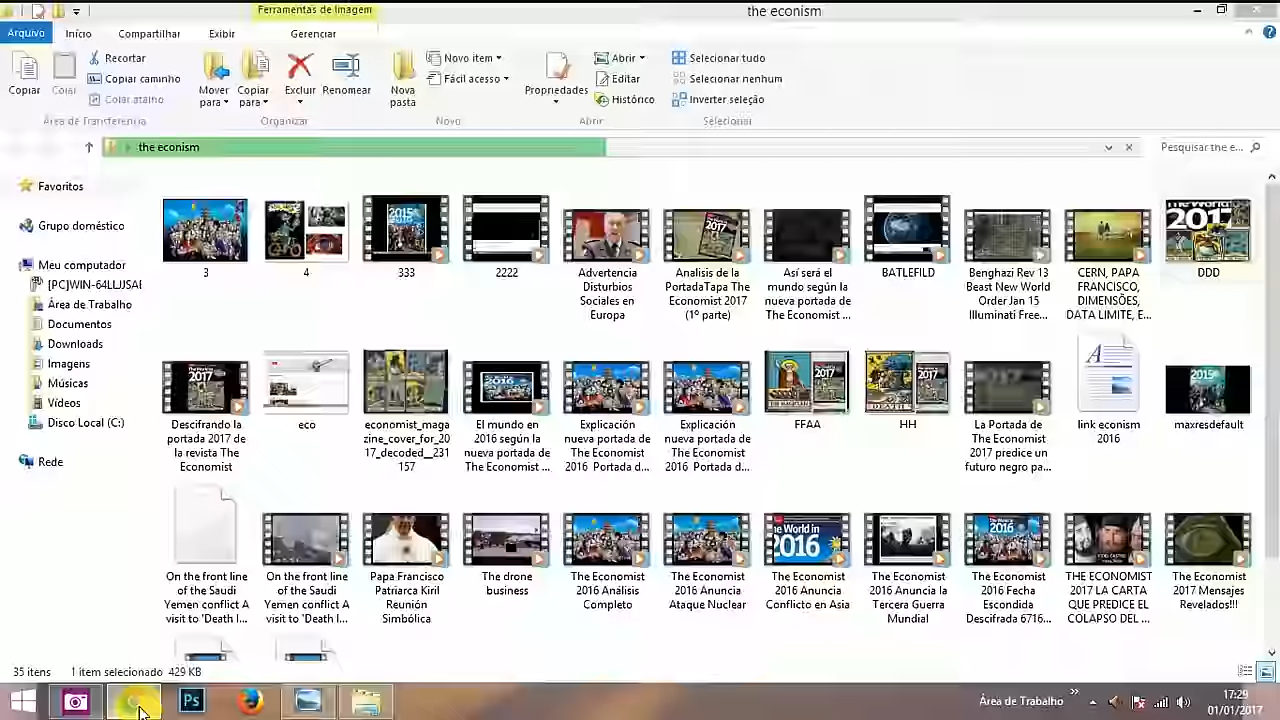 Ferramentas de Imagem
the econism
Arquivo
Início
Compartilhar
Exibir
Gerenciar
Copiar
Colar
Recortar
Copiar caminho
Colar atalho
Área de Transferência
Mover para
Copiar para
Excluir
Renomear
Organizar
Nova pasta
Novo item
Fácil acesso
Novo
Propriedades
Abrir
Editar
Histórico
Abrir
Selecionar tudo
Selecionar nenhum
Inverter seleção
Selecionar
the econism
Pesquisar the e...
Favoritos
Grupo doméstico
Meu computador
[PC]WIN-64LLJJSAI
Área de Trabalho
Documentos
Downloads
Imagens
Músicas
Vídeos
Disco Local (C:)
Rede
3
4
333
2222
Advertencia
Disturbios
Sociales en
Europa
Analisis de la
PortadaTapa The
Economist 2017
(1º parte)
Así será el
mundo según la
nueva portada de
The Economist ...
BATLEFILD
Benghazi Rev 13
Beast New World
Order Jan 15
Illuminati Free...
CERN, PAPA
FRANCISCO,
DIMENSÕES,
DATA LIMITE, E...
DDD
Descifrando la
portada 2017 de
la revista The
Economist
eco
economist_maga
zine_cover_for_20
17_decoded__231
157
El mundo en
2016 según la
nueva portada de
The Economist ...
Explicación
nueva portada de
The Economist
2016 Portada d...
Explicación
nueva portada de
The Economist
2016 Portada d...
FFAA
HH
La Portada de
The Economist
2017 predice un
futuro negro pa...
link econism
2016
maxresdefault
On the front line
of the Saudi
Yemen conflict A
visit to 'Death l...
On the front line
of the Saudi
Yemen conflict A
visit to 'Death l...
Papa Francisco
Patriarca Kiril
Reunión
Simbólica
The drone
business
The Economist
2016 Análisis
Completo
The Economist
2016 Anuncia
Ataque Nuclear
The Economist
2016 Anuncia
Conflicto en Asia
The Economist
2016 Anuncia la
Tercera Guerra
Mundial
The Economist
2016 Fecha
Escondida
Descifrada 6716...
THE ECONOMIST
2017 LA CARTA
QUE PREDICE EL
COLAPSO DEL ...
The Economist
2017 Mensajes
Revelados!!!
35 itens
1 item selecionado 429 KB
Ps
Área de Trabalho
17:29
01/01/2017